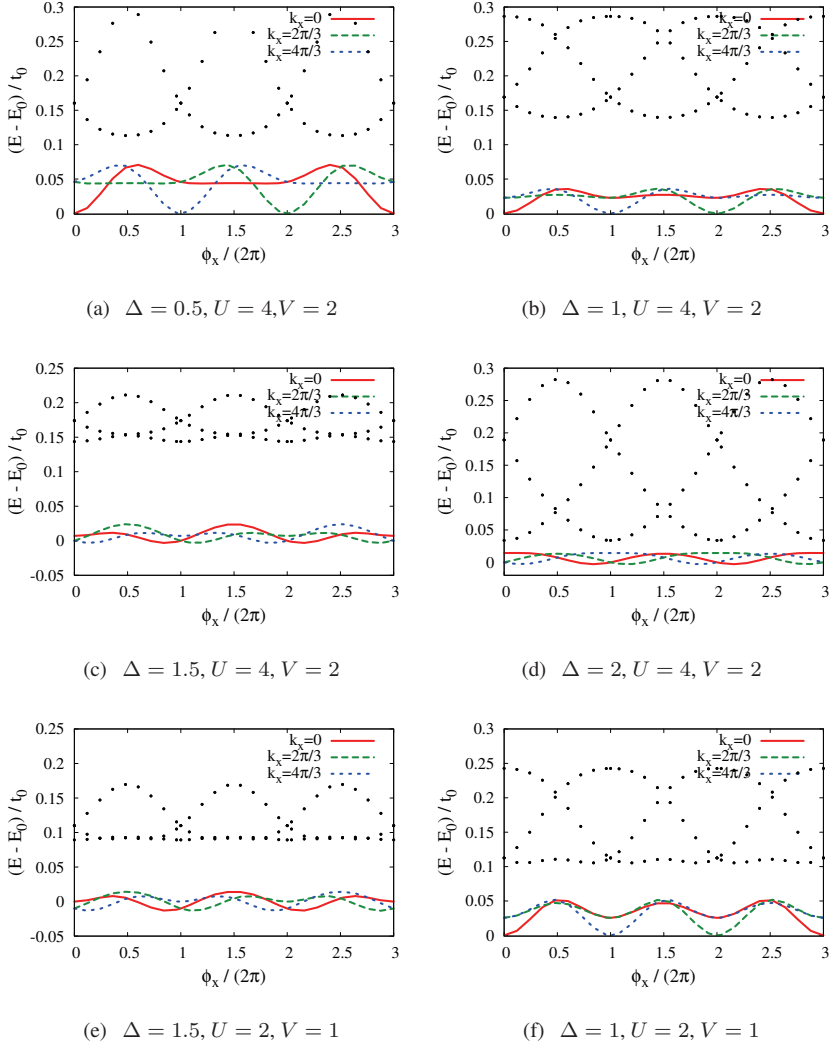 0.3
0.25
0.2
0.15
0.1
0.05
0
0 0.5 1 1.5 2 2.5 3
(E - E₀) / t₀
ϕₓ / (2π)
kₓ=0
kₓ=2π/3
kₓ=4π/3
(a) Δ = 0.5, U = 4,V = 2
0.3
0.25
0.2
0.15
0.1
0.05
0
0 0.5 1 1.5 2 2.5 3
(E - E₀) / t₀
ϕₓ / (2π)
kₓ=0
kₓ=2π/3
kₓ=4π/3
(b) Δ = 1, U = 4, V = 2
0.25
0.2
0.15
0.1
0.05
0
-0.05
0 0.5 1 1.5 2 2.5 3
(E - E₀) / t₀
ϕₓ / (2π)
kₓ=0
kₓ=2π/3
kₓ=4π/3
(c) Δ = 1.5, U = 4, V = 2
0.3
0.25
0.2
0.15
0.1
0.05
0
0 0.5 1 1.5 2 2.5 3
(E - E₀) / t₀
ϕₓ / (2π)
kₓ=0
kₓ=2π/3
kₓ=4π/3
(d) Δ = 2, U = 4, V = 2
0.25
0.2
0.15
0.1
0.05
0
-0.05
0 0.5 1 1.5 2 2.5 3
(E - E₀) / t₀
ϕₓ / (2π)
kₓ=0
kₓ=2π/3
kₓ=4π/3
(e) Δ = 1.5, U = 2, V = 1
0.3
0.25
0.2
0.15
0.1
0.05
0
0 0.5 1 1.5 2 2.5 3
(E - E₀) / t₀
ϕₓ / (2π)
kₓ=0
kₓ=2π/3
kₓ=4π/3
(f) Δ = 1, U = 2, V = 1